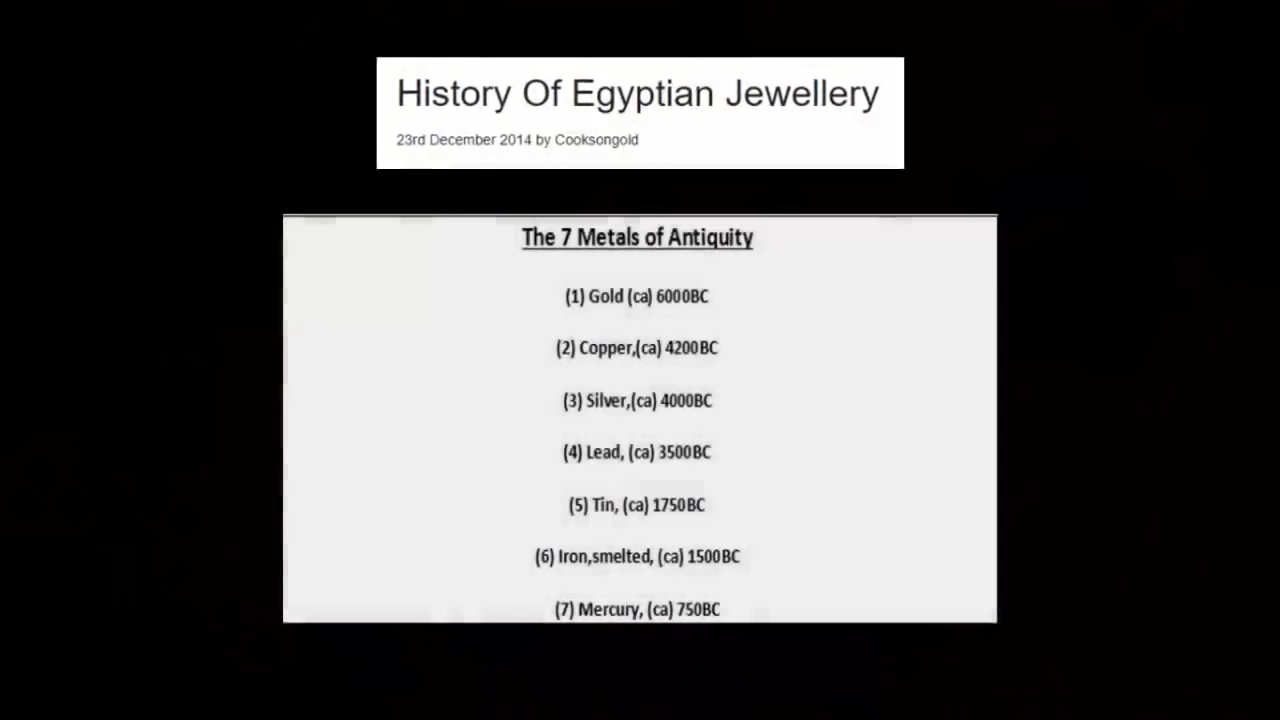 History Of Egyptian Jewellery
23rd December 2014 by Cooksongold
The 7 Metals of Antiquity
(1) Gold (ca) 6000BC
(2) Copper,(ca) 4200BC
(3) Silver,(ca) 4000BC
(4) Lead, (ca) 3500BC
(5) Tin, (ca) 1750BC
(6) Iron,smelted, (ca) 1500BC
(7) Mercury, (ca) 750BC